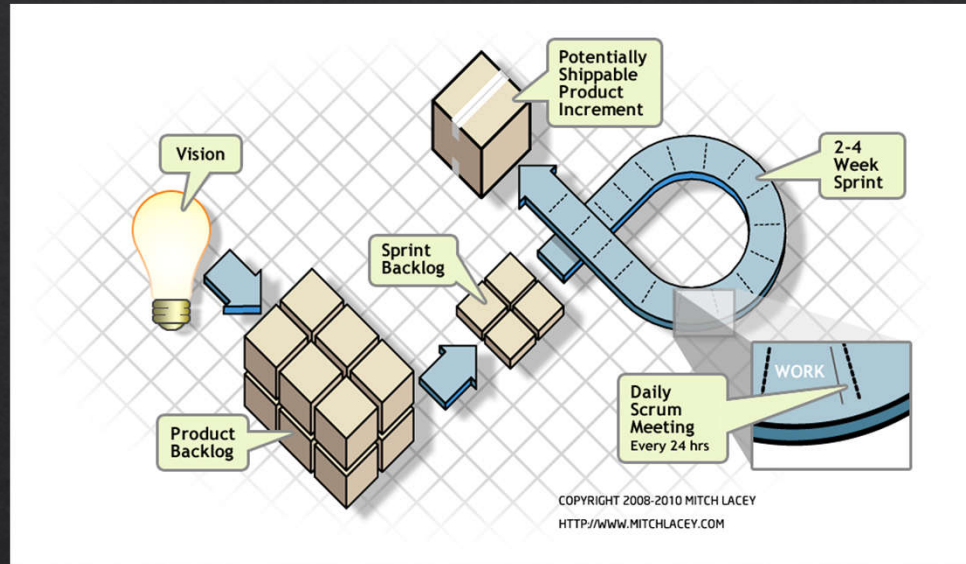 Vision
Potentially
Shippable
Product
Increment
2-4
Week
Sprint
Sprint
Backlog
Product
Backlog
Daily
Scrum
Meeting
Every 24 hrs
WORK
COPYRIGHT 2008-2010 MITCH LACEY
HTTP://WWW.MITCHLACEY.COM